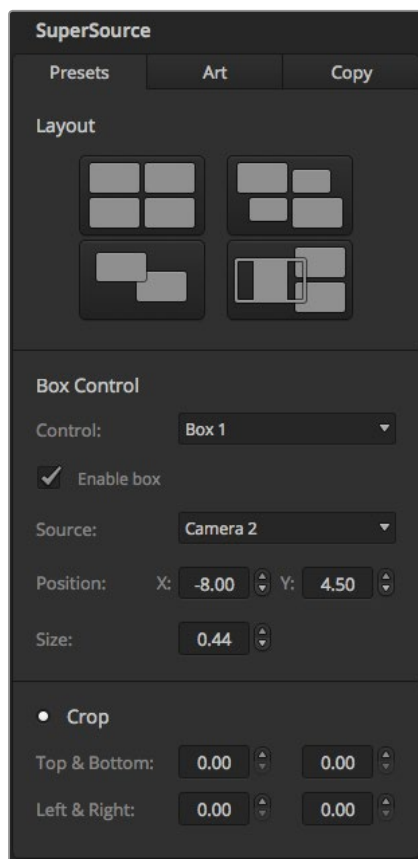 SuperSource
Presets Art Copy
Layout
Box Control
Control: Box 1
Enable box
Source: Camera 2
Position: X: -8.00 Y: 4.50
Size: 0.44
Crop
Top & Bottom: 0.00 0.00
Left & Right: 0.00 0.00